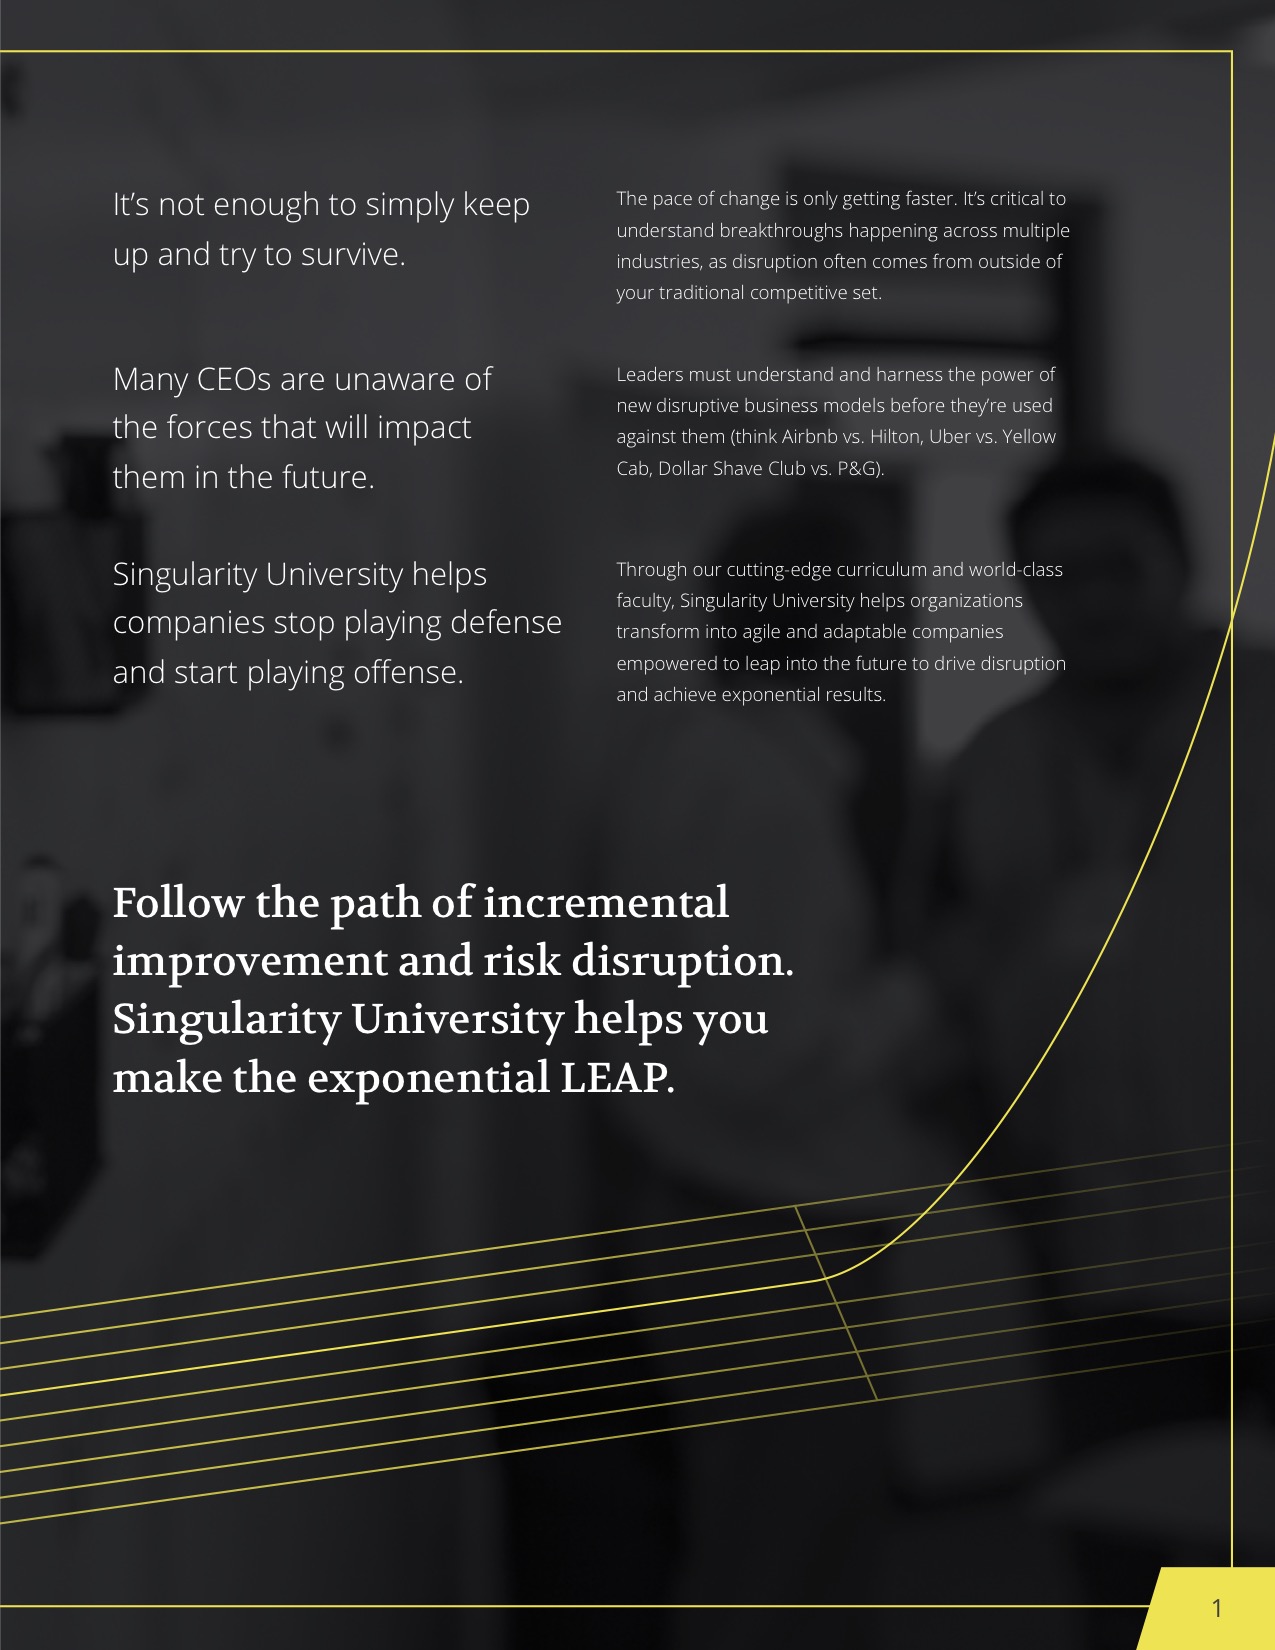 It’s not enough to simply keep
up and try to survive.
The pace of change is only getting faster. It’s critical to
understand breakthroughs happening across multiple
industries, as disruption often comes from outside of
your traditional competitive set.
Many CEOs are unaware of
the forces that will impact
them in the future.
Leaders must understand and harness the power of
new disruptive business models before they’re used
against them (think Airbnb vs. Hilton, Uber vs. Yellow
Cab, Dollar Shave Club vs. P&G).
Singularity University helps
companies stop playing defense
and start playing offense.
Through our cutting-edge curriculum and world-class
faculty, Singularity University helps organizations
transform into agile and adaptable companies
empowered to leap into the future to drive disruption
and achieve exponential results.
Follow the path of incremental
improvement and risk disruption.
Singularity University helps you
make the exponential LEAP.
1